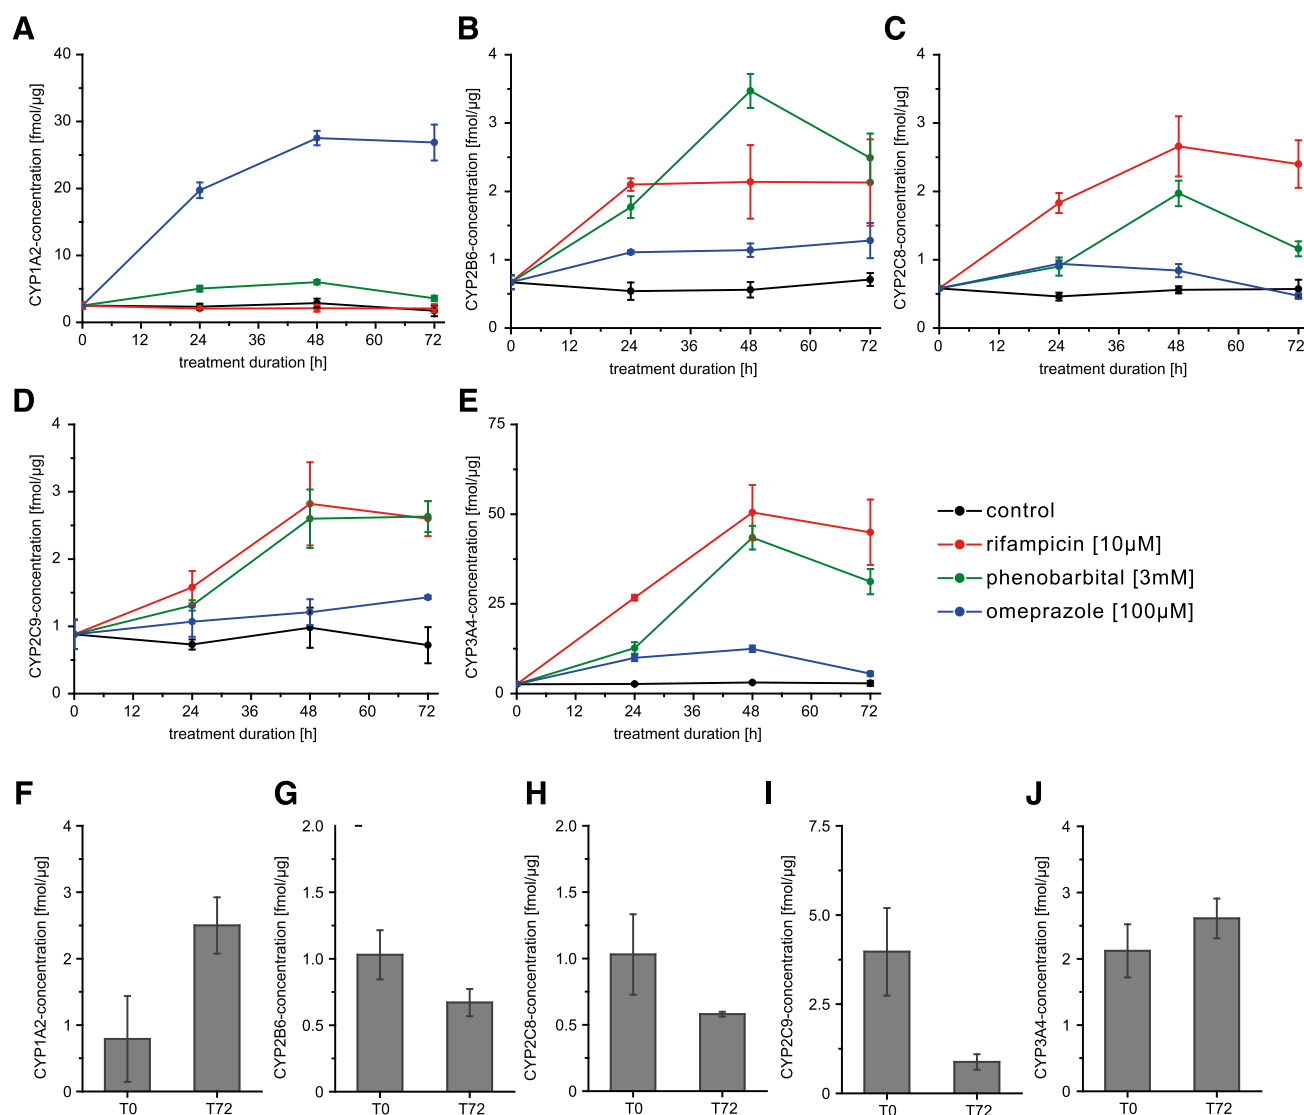 A
B
C
40
30
20
10
0
CYP1A2-concentration [fmol/µg]
0 12 24 36 48 60 72
treatment duration [h]
4
3
2
1
0
CYP2B6-concentration [fmol/µg]
0 12 24 36 48 60 72
treatment duration [h]
4
3
2
1
0
CYP2C8-concentration [fmol/µg]
0 12 24 36 48 60 72
treatment duration [h]
D
E
4
3
2
1
0
CYP2C9-concentration [fmol/µg]
0 12 24 36 48 60 72
treatment duration [h]
75
50
25
0
CYP3A4-concentration [fmol/µg]
0 12 24 36 48 60 72
treatment duration [h]
control
rifampicin [10µM]
phenobarbital [3mM]
omeprazole [100µM]
F
G
H
I
J
4
3
2
1
0
CYP1A2-concentration [fmol/µg]
T0 T72
2.0
1.5
1.0
0.5
0
CYP2B6-concentration [fmol/µg]
T0 T72
2.0
1.5
1.0
0.5
0
CYP2C8-concentration [fmol/µg]
T0 T72
7.5
5.0
2.5
0
CYP2C9-concentration [fmol/µg]
T0 T72
4
3
2
1
0
CYP3A4-concentration [fmol/µg]
T0 T72